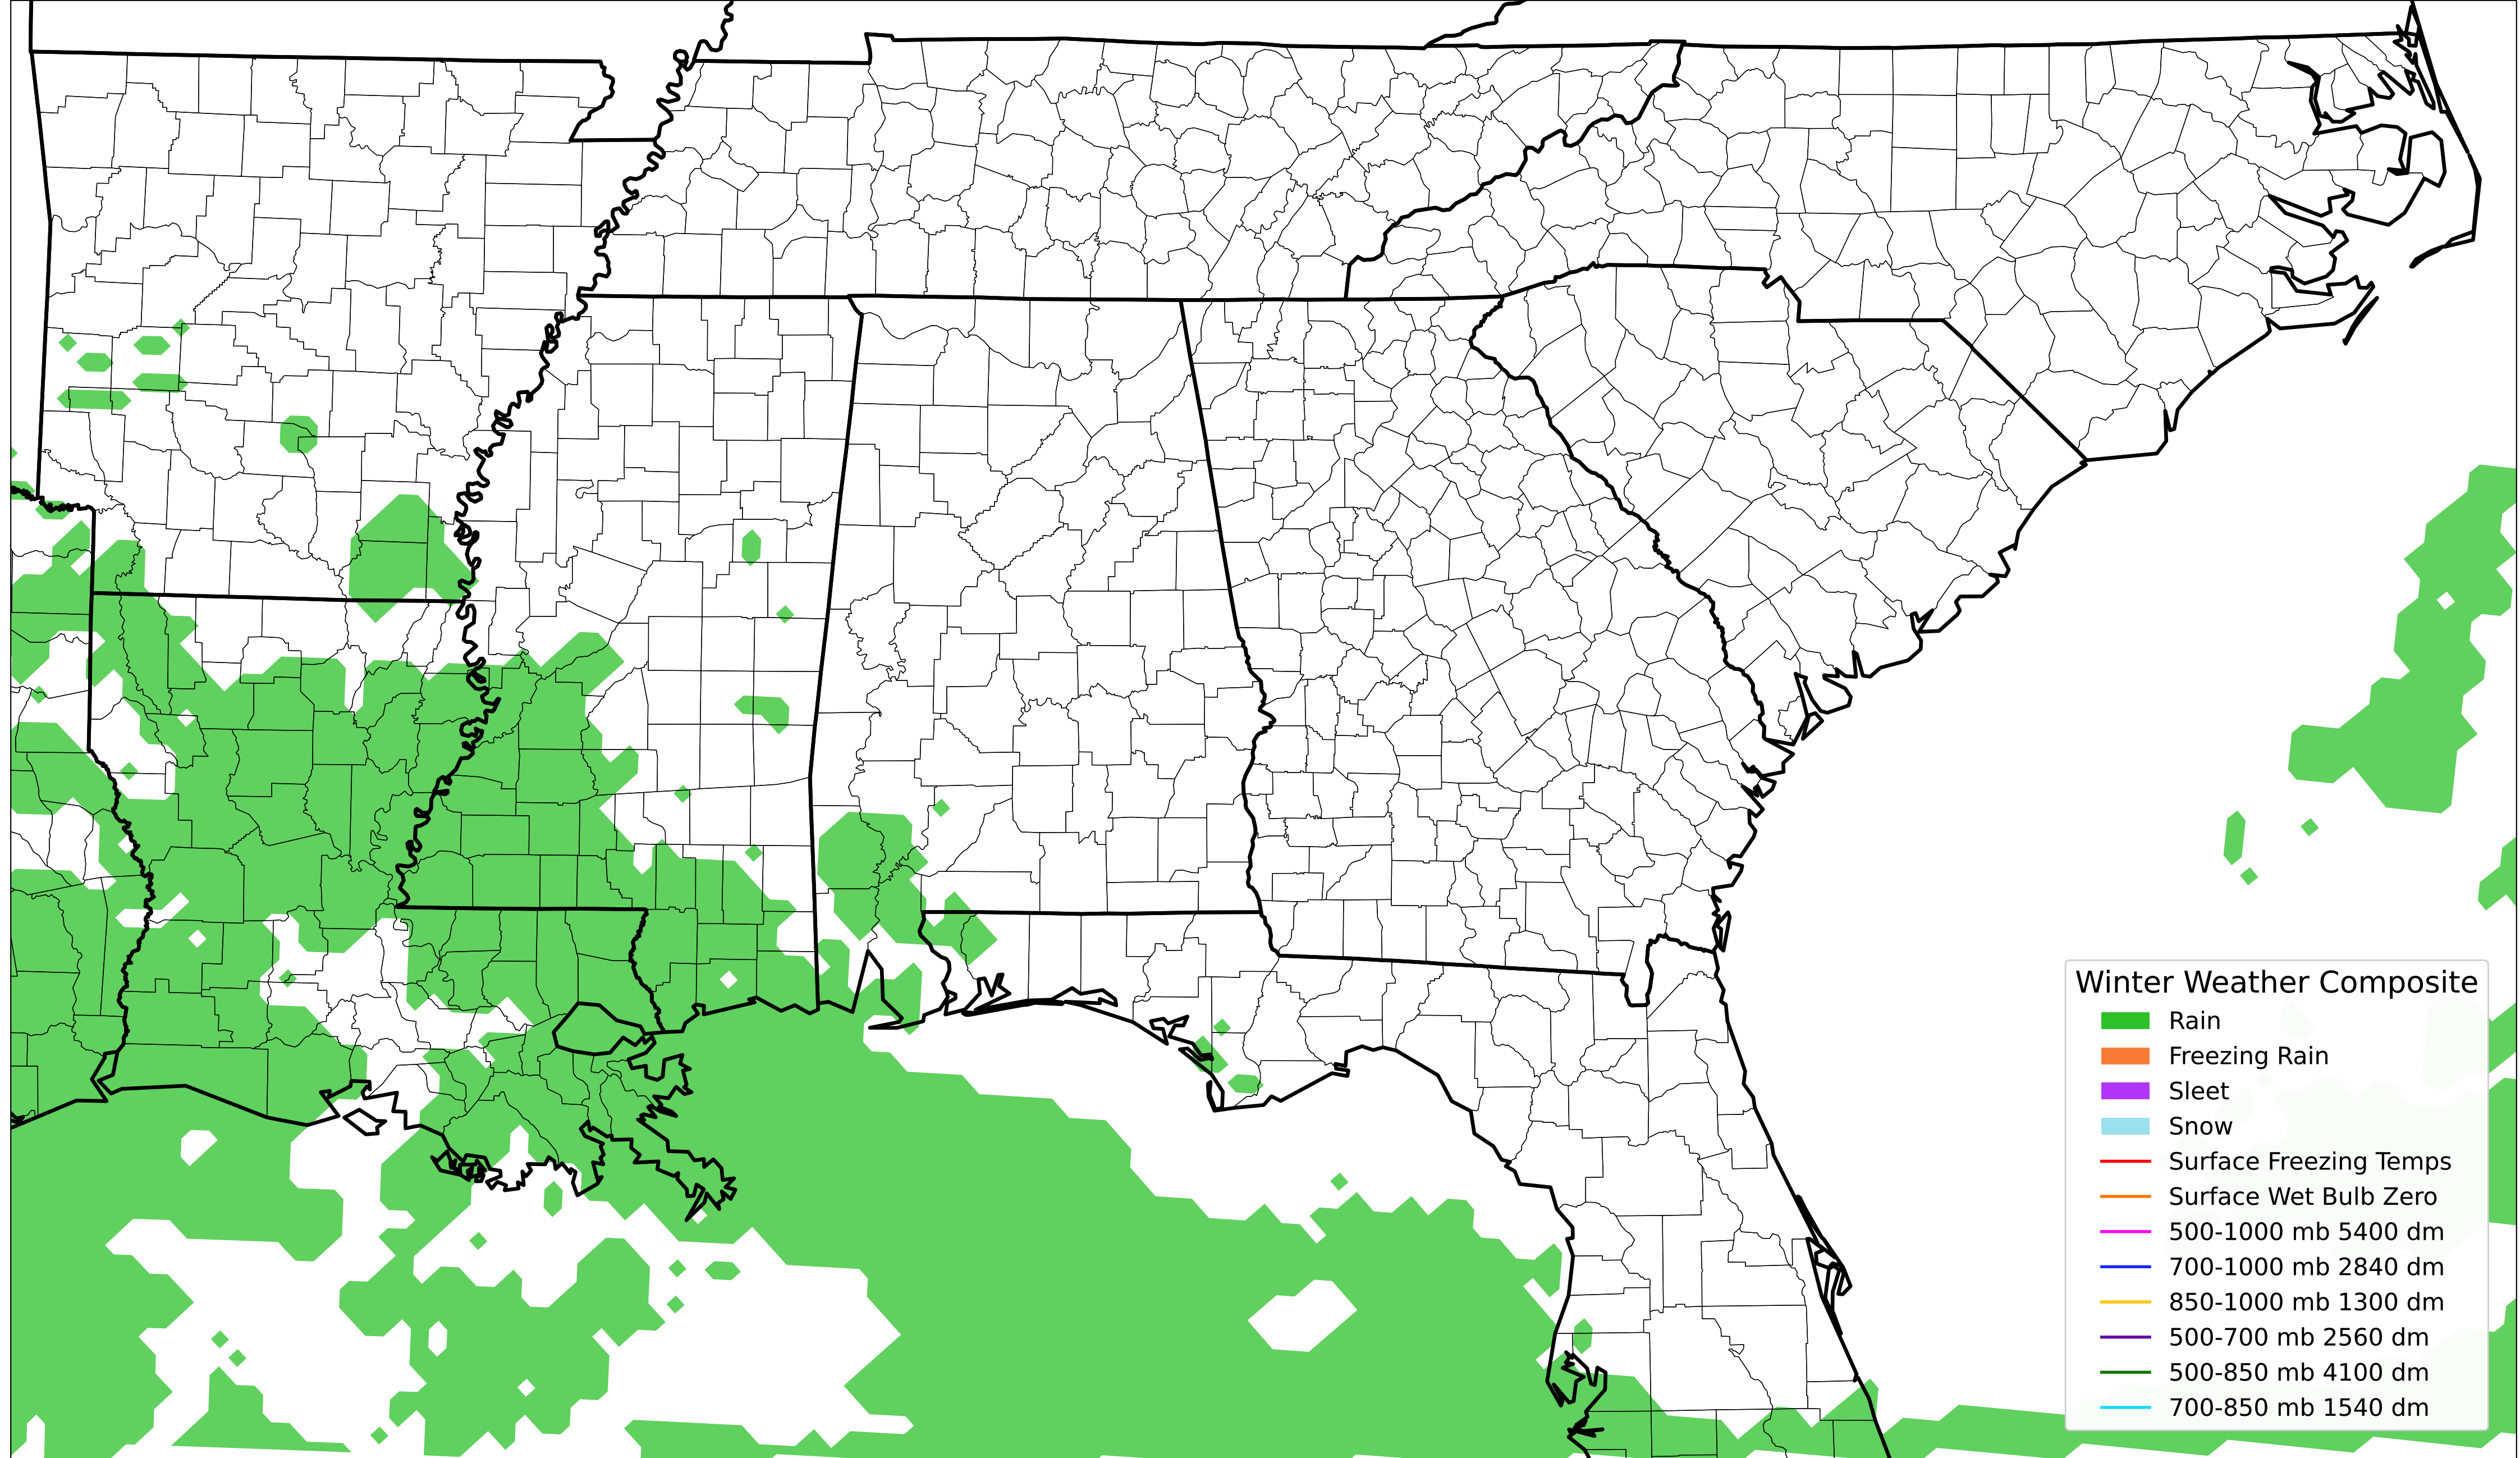 Winter Weather Composite
Rain
Freezing Rain
Sleet
Snow
Surface Freezing Temps
Surface Wet Bulb Zero
500-1000 mb 5400 dm
700-1000 mb 2840 dm
850-1000 mb 1300 dm
500-700 mb 2560 dm
500-850 mb 4100 dm
700-850 mb 1540 dm